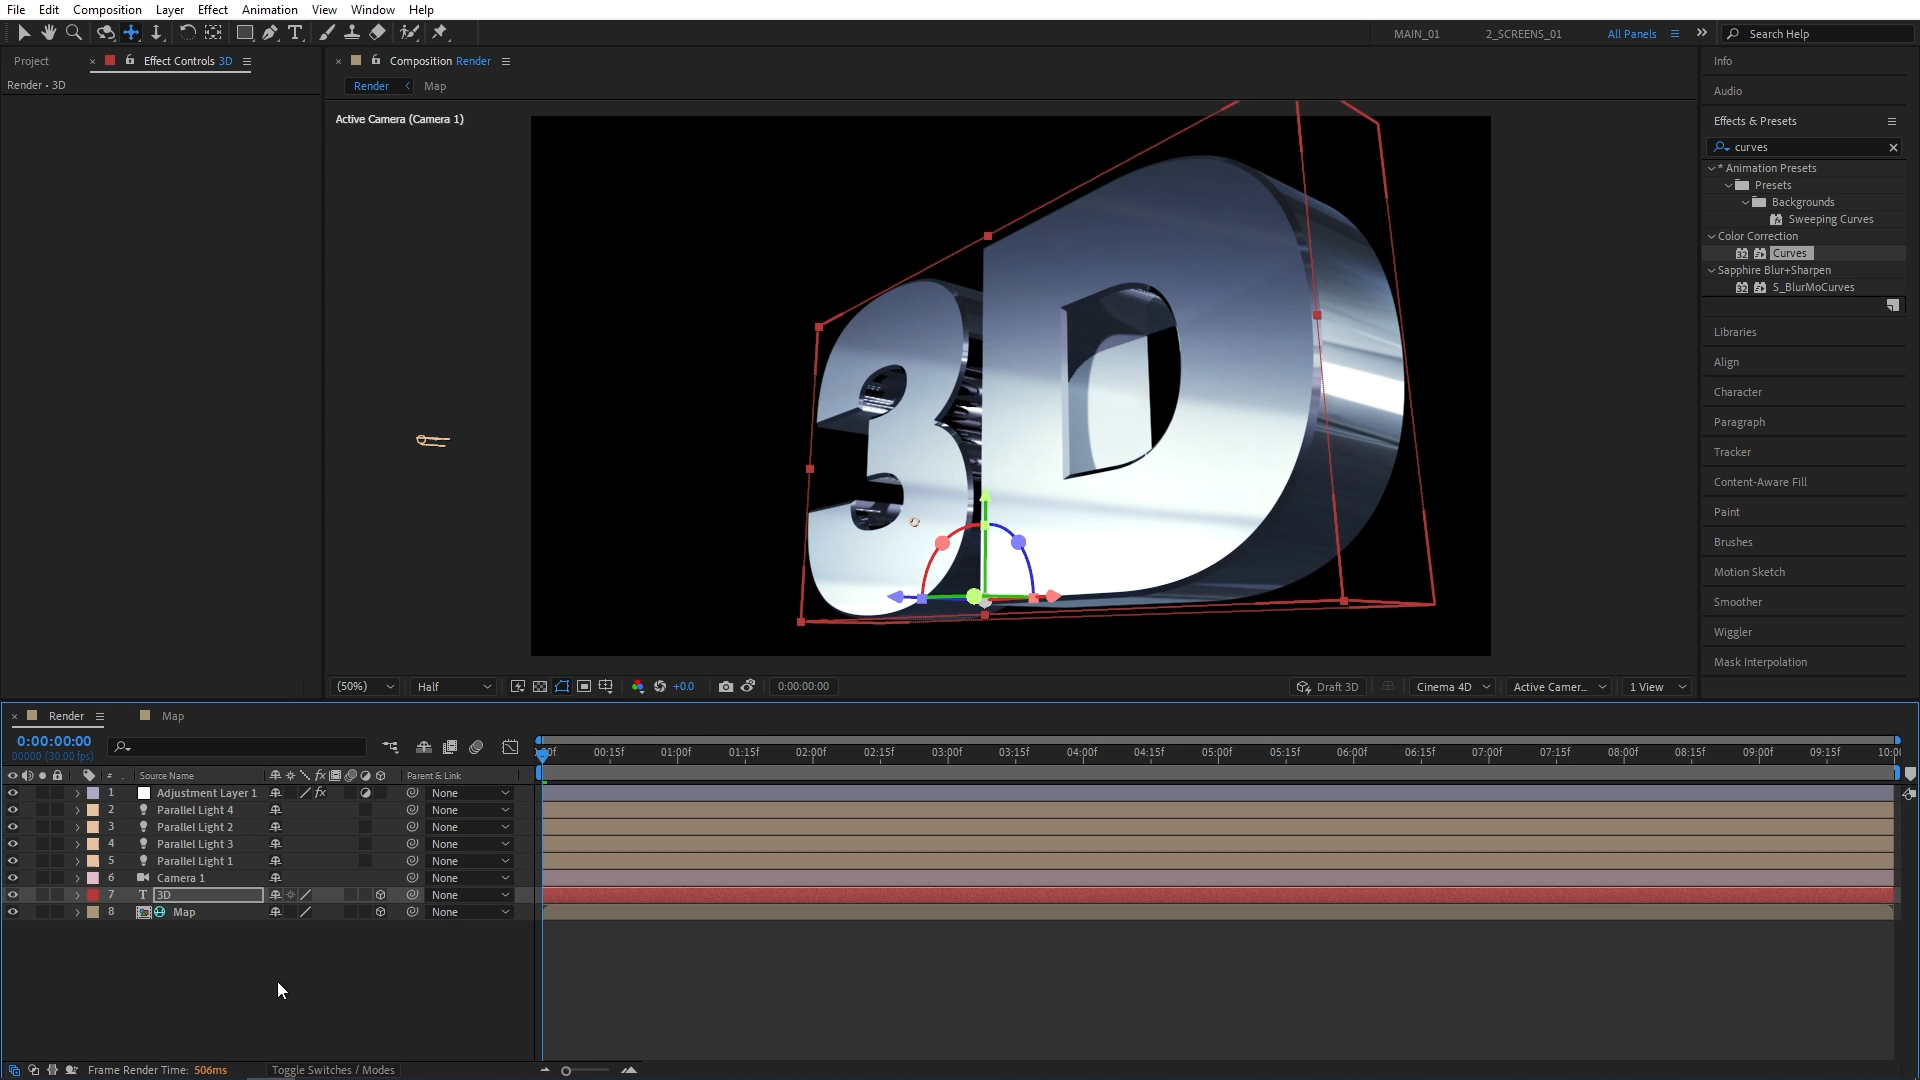 File Edit Composition Layer Effect Animation View Window Help
MAIN_01 2_SCREENS_01 All Panels Search Help
Project Effect Controls 3D
Render • 3D
Composition Render
Render Map
Active Camera (Camera 1)
3D
(50%) Half +0.0 0:00:00:00 Draft 3D Cinema 4D Active Camer... 1 View
Info
Audio
Effects & Presets
curves
* Animation Presets
Presets
Backgrounds
Sweeping Curves
Color Correction
32 Curves
Sapphire Blur+Sharpen
32 S_BlurMoCurves
Libraries
Align
Character
Paragraph
Tracker
Content-Aware Fill
Paint
Brushes
Motion Sketch
Smoother
Wiggler
Mask Interpolation
Render Map
0:00:00:00
00000 (30.00 fps)
00f 00:15f 01:00f 01:15f 02:00f 02:15f 03:00f 03:15f 04:00f 04:15f 05:00f 05:15f 06:00f 06:15f 07:00f 07:15f 08:00f 08:15f 09:00f 09:15f 10:00
# Source Name fx Parent & Link
1 Adjustment Layer 1 fx None
2 Parallel Light 4 None
3 Parallel Light 2 None
4 Parallel Light 3 None
5 Parallel Light 1 None
6 Camera 1 None
7 T 3D None
8 Map None
Frame Render Time: 506ms Toggle Switches / Modes